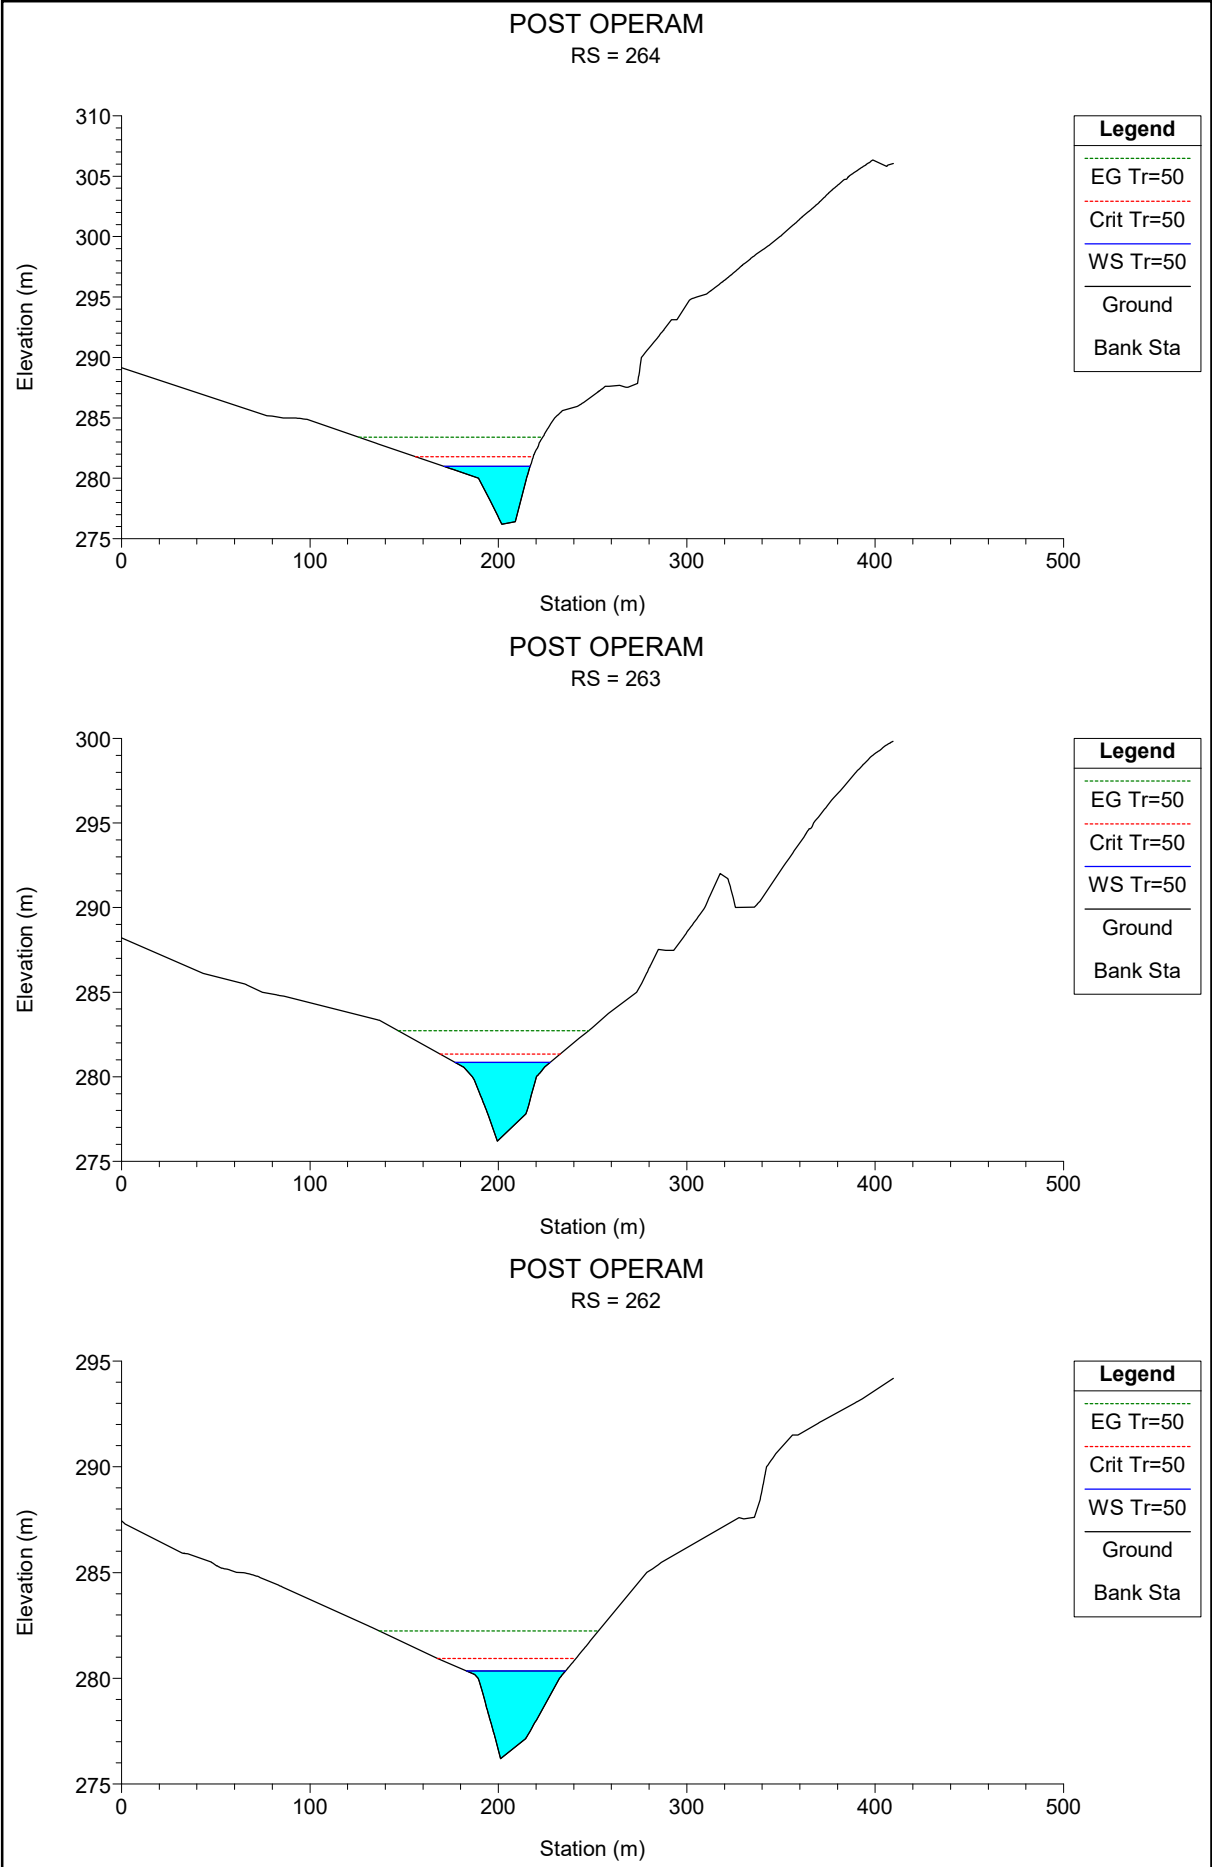 POST OPERAM
RS = 264
310
305
300
295
290
285
280
275
Elevation (m)
0 100 200 300 400 500
Station (m)
Legend
EG Tr=50
Crit Tr=50
WS Tr=50
Ground
Bank Sta
POST OPERAM
RS = 263
300
295
290
285
280
275
Elevation (m)
0 100 200 300 400 500
Station (m)
Legend
EG Tr=50
Crit Tr=50
WS Tr=50
Ground
Bank Sta
POST OPERAM
RS = 262
295
290
285
280
275
Elevation (m)
0 100 200 300 400 500
Station (m)
Legend
EG Tr=50
Crit Tr=50
WS Tr=50
Ground
Bank Sta